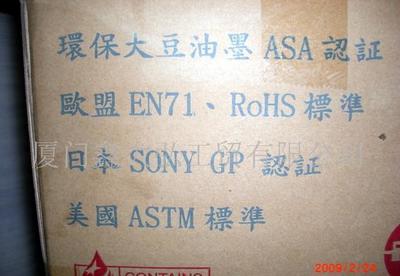 環保大豆油墨 ASA 認証
歐盟 EN71、RoHS 標準
日本 SONY GP 認証
美國 ASTM 標準
CONTAINS
2009/2/24